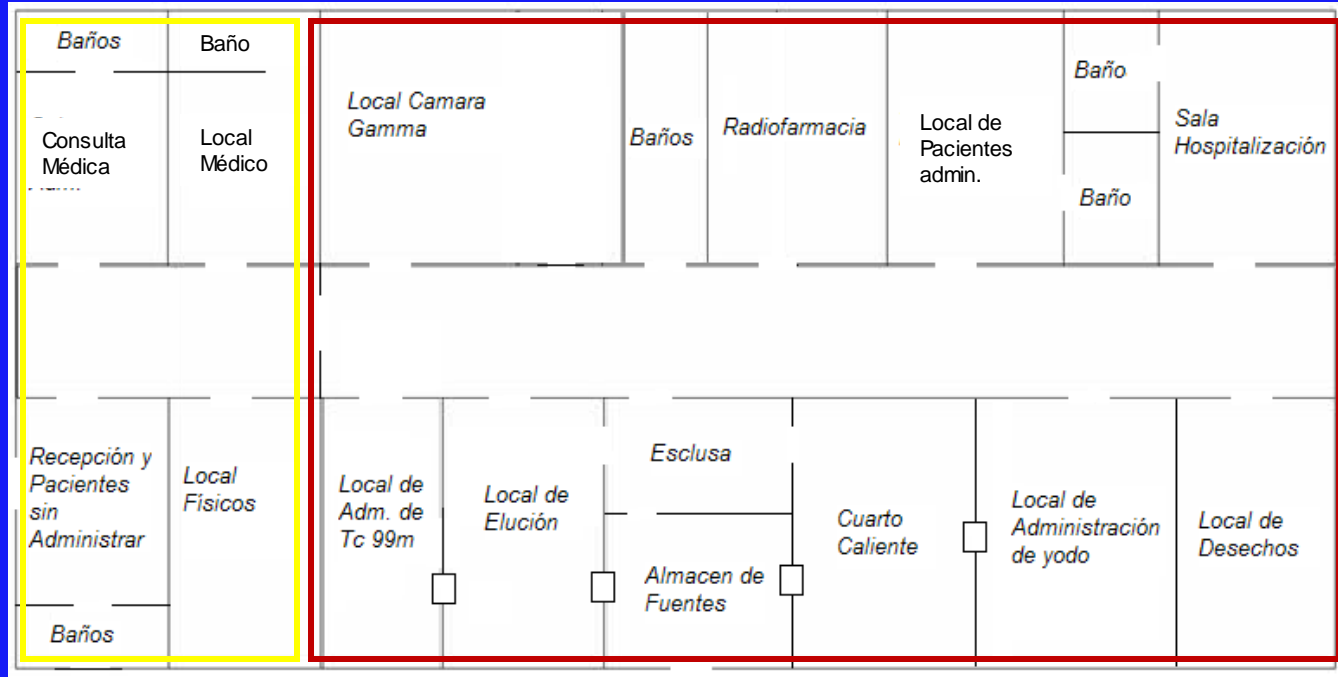 Baños
Baño
Consulta
Médica
Local
Médico
Local Camara
Gamma
Baños
Radiofarmacia
Local de
Pacientes
admin.
Baño
Baño
Sala
Hospitalización
Recepción y
Pacientes
sin
Administrar
Baños
Local
Físicos
Local de
Adm. de
Tc 99m
Local de
Elución
Esclusa
Almacen de
Fuentes
Cuarto
Caliente
Local de
Administración
de yodo
Local de
Desechos